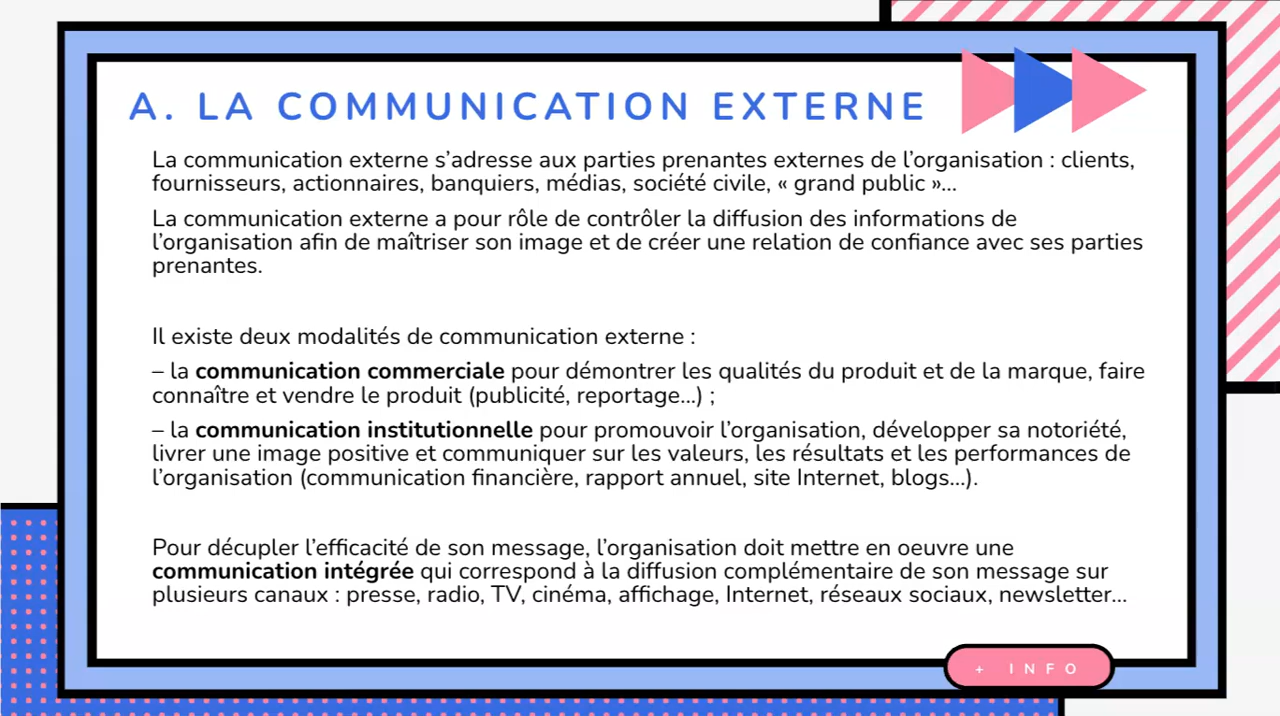 A. LA COMMUNICATION EXTERNE
La communication externe s’adresse aux parties prenantes externes de l’organisation : clients,
fournisseurs, actionnaires, banquiers, médias, société civile, « grand public »...
La communication externe a pour rôle de contrôler la diffusion des informations de
l’organisation afin de maîtriser son image et de créer une relation de confiance avec ses parties
prenantes.
Il existe deux modalités de communication externe :
– la communication commerciale pour démontrer les qualités du produit et de la marque, faire
connaître et vendre le produit (publicité, reportage...) ;
– la communication institutionnelle pour promouvoir l’organisation, développer sa notoriété,
livrer une image positive et communiquer sur les valeurs, les résultats et les performances de
l’organisation (communication financière, rapport annuel, site Internet, blogs...).
Pour décupler l’efficacité de son message, l’organisation doit mettre en oeuvre une
communication intégrée qui correspond à la diffusion complémentaire de son message sur
plusieurs canaux : presse, radio, TV, cinéma, affichage, Internet, réseaux sociaux, newsletter...
+ INFO